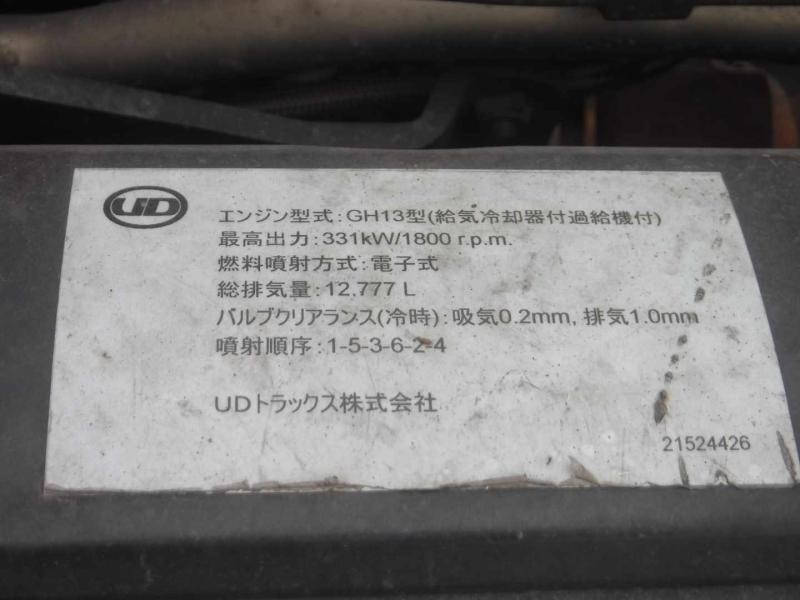 UD
エンジン型式:GH13型(給気冷却器付過給機付)
最高出力:331kW/1800 r.p.m.
燃料噴射方式:電子式
総排気量:12.777 L
バルブクリアランス(冷時):吸気0.2mm, 排気1.0mm
噴射順序:1-5-3-6-2-4
UDトラックス株式会社
21524426